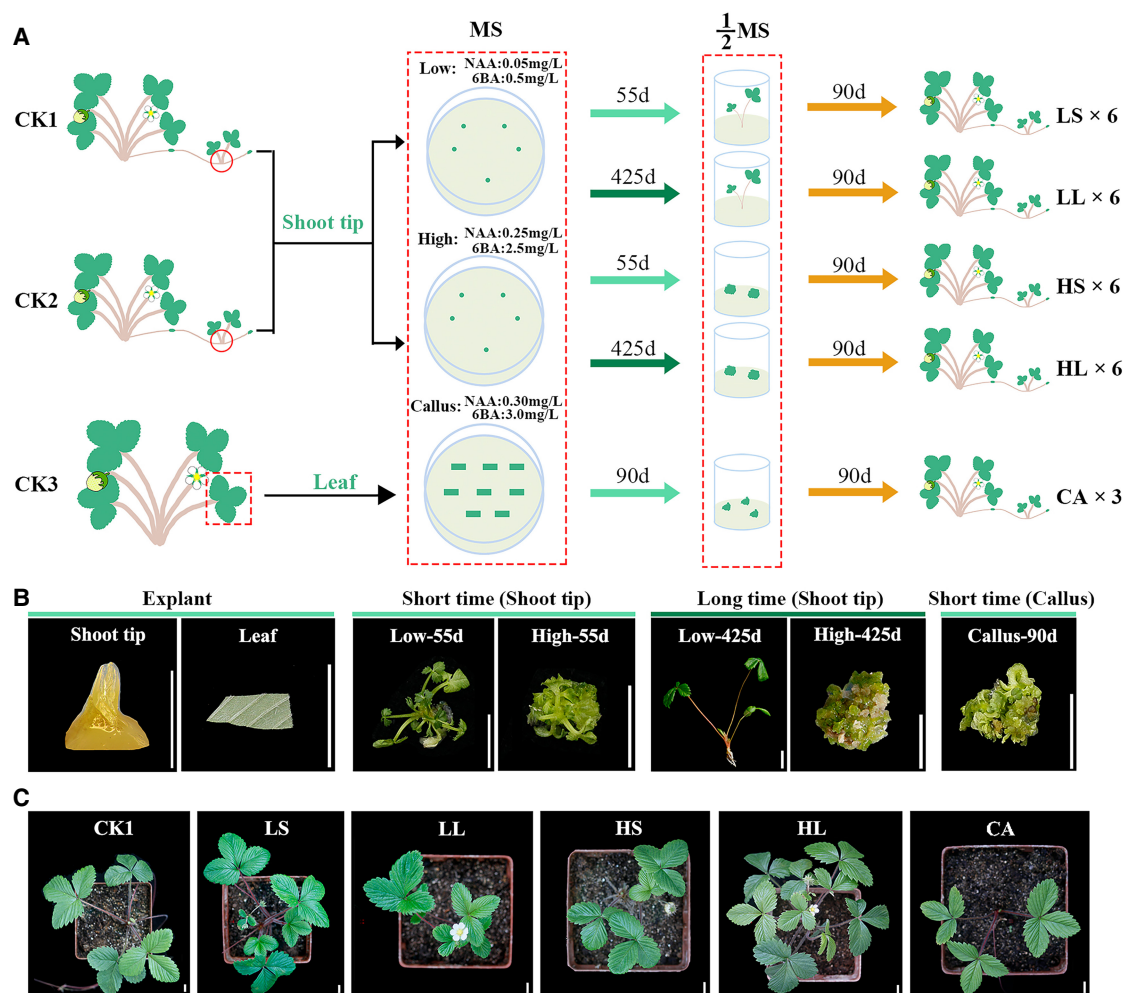 A
MS
1/2 MS
CK1
CK2
CK3
Shoot tip
Leaf
Low: NAA:0.05mg/L
6BA:0.5mg/L
High: NAA:0.25mg/L
6BA:2.5mg/L
Callus: NAA:0.30mg/L
6BA:3.0mg/L
55d
90d
LS × 6
425d
90d
LL × 6
55d
90d
HS × 6
425d
90d
HL × 6
90d
90d
CA × 3
B
Explant
Short time (Shoot tip)
Long time (Shoot tip)
Short time (Callus)
Shoot tip
Leaf
Low-55d
High-55d
Low-425d
High-425d
Callus-90d
C
CK1
LS
LL
HS
HL
CA